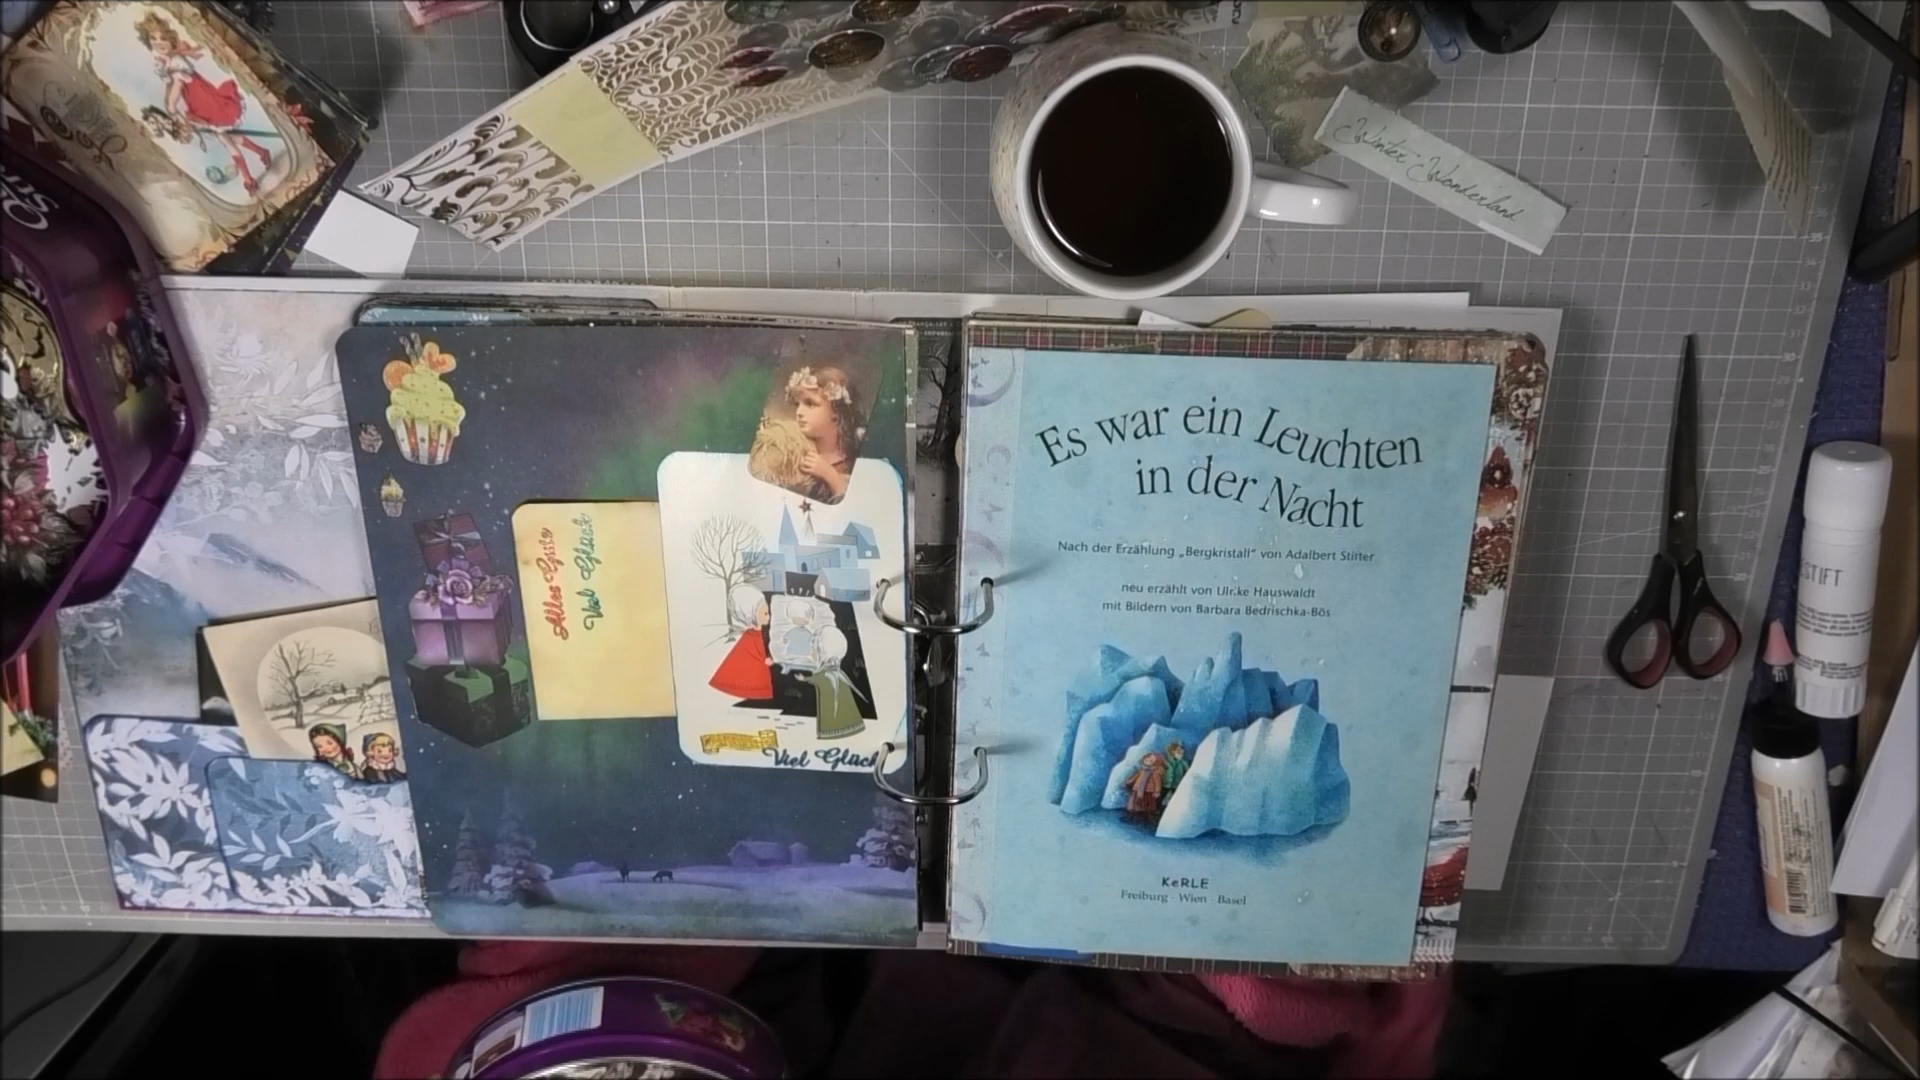 Winter Wonderland
Alles Gute
Viel Glück
Viel Glück
Es war ein Leuchten
in der Nacht
Nach der Erzählung „Bergkristall“ von Adalbert Stifter
neu erzählt von Ulrike Hauswaldt
mit Bildern von Barbara Bedrischka-Bös
KeRLE
Freiburg · Wien · Basel
STIFT